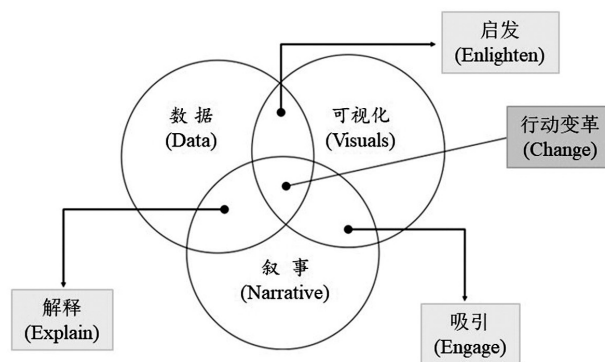 启发
(Enlighten)
数 据
(Data)
可视化
(Visuals)
行动变革
(Change)
叙 事
(Narrative)
解释
(Explain)
吸引
(Engage)